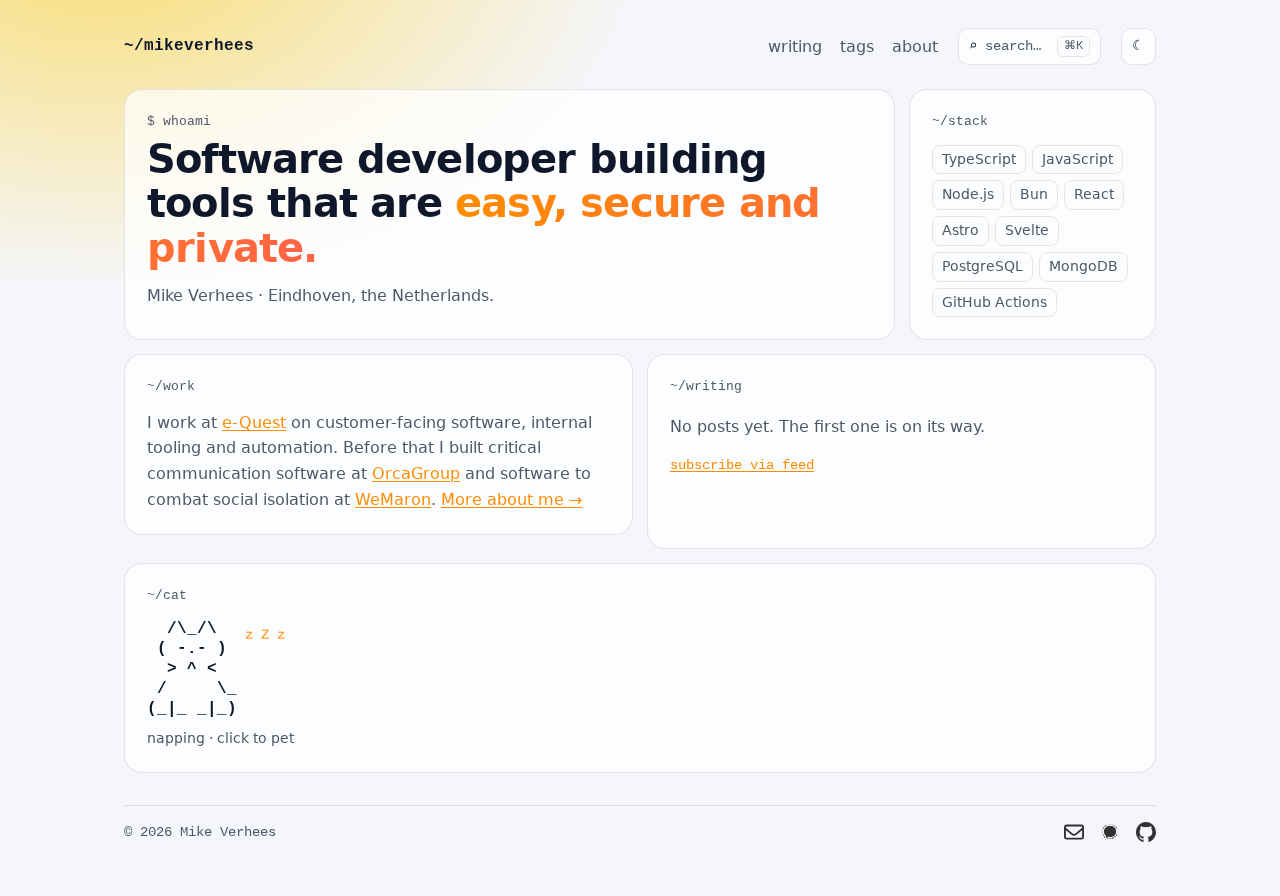 ~/mikeverhees
writing tags about search… ⌘K
$ whoami
Software developer building
tools that are easy, secure and
private.
Mike Verhees · Eindhoven, the Netherlands.
~/stack
TypeScript JavaScript
Node.js Bun React
Astro Svelte
PostgreSQL MongoDB
GitHub Actions
~/work
I work at e-Quest on customer-facing software, internal
tooling and automation. Before that I built critical
communication software at OrcaGroup and software to
combat social isolation at WeMaron. More about me →
~/writing
No posts yet. The first one is on its way.
subscribe via feed
~/cat
  /\_/\   z Z z
 ( -.- )
  > ^ <
 /     \_
(_|_ _|_)
napping · click to pet
© 2026 Mike Verhees